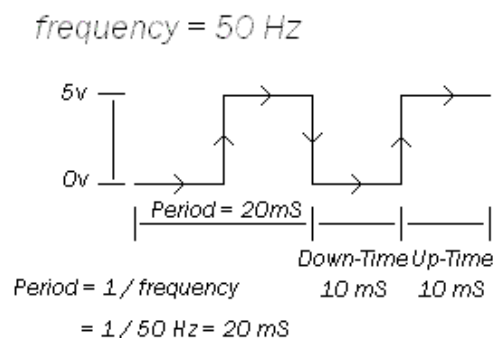 frequency = 50 Hz
5v
0v
Period = 20mS
Down-Time Up-Time
10 mS 10 mS
Period = 1 / frequency
= 1 / 50 Hz = 20 mS